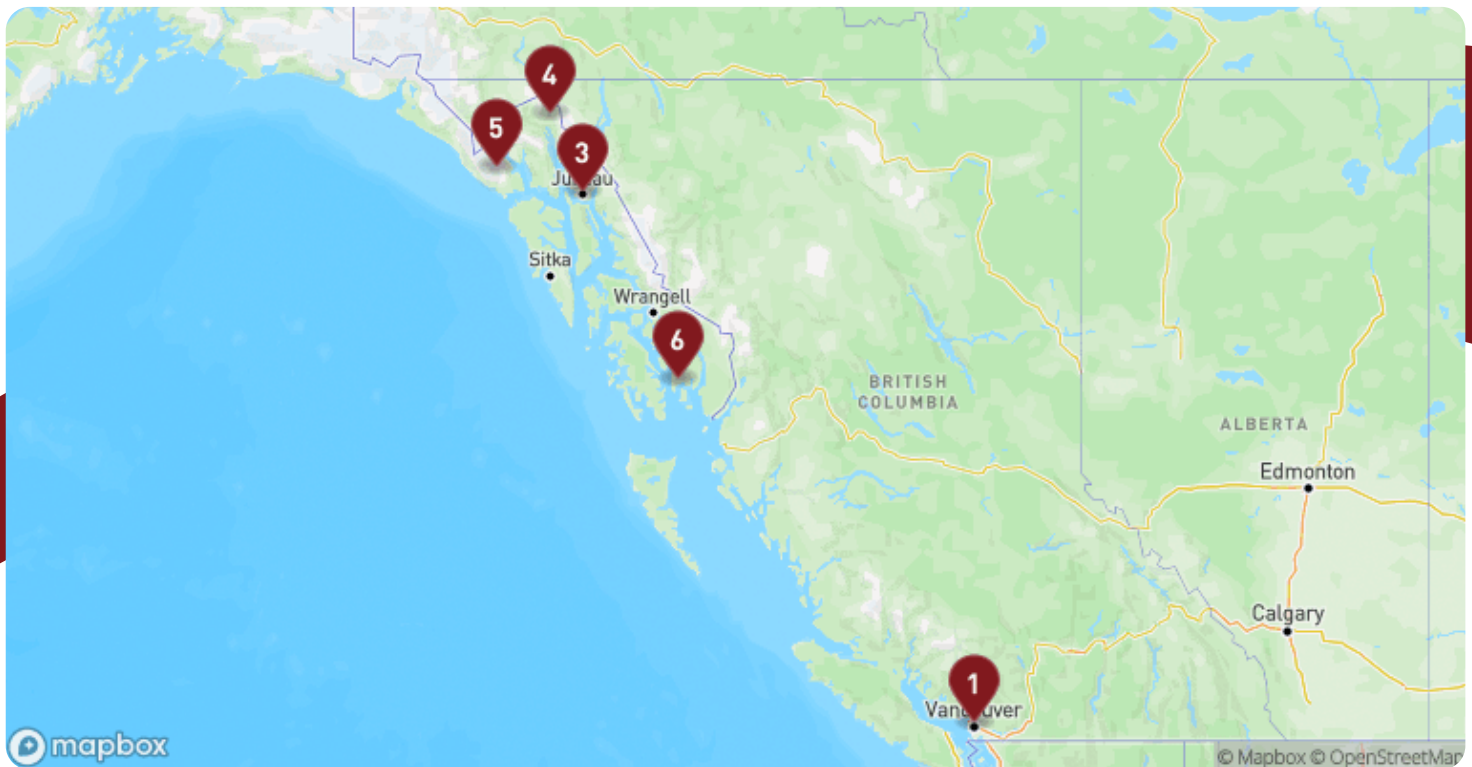 4
5
3
Juneau
Sitka
Wrangell
6
BRITISH
COLUMBIA
ALBERTA
Edmonton
Calgary
1
Vancouver
mapbox
© Mapbox © OpenStreetMap